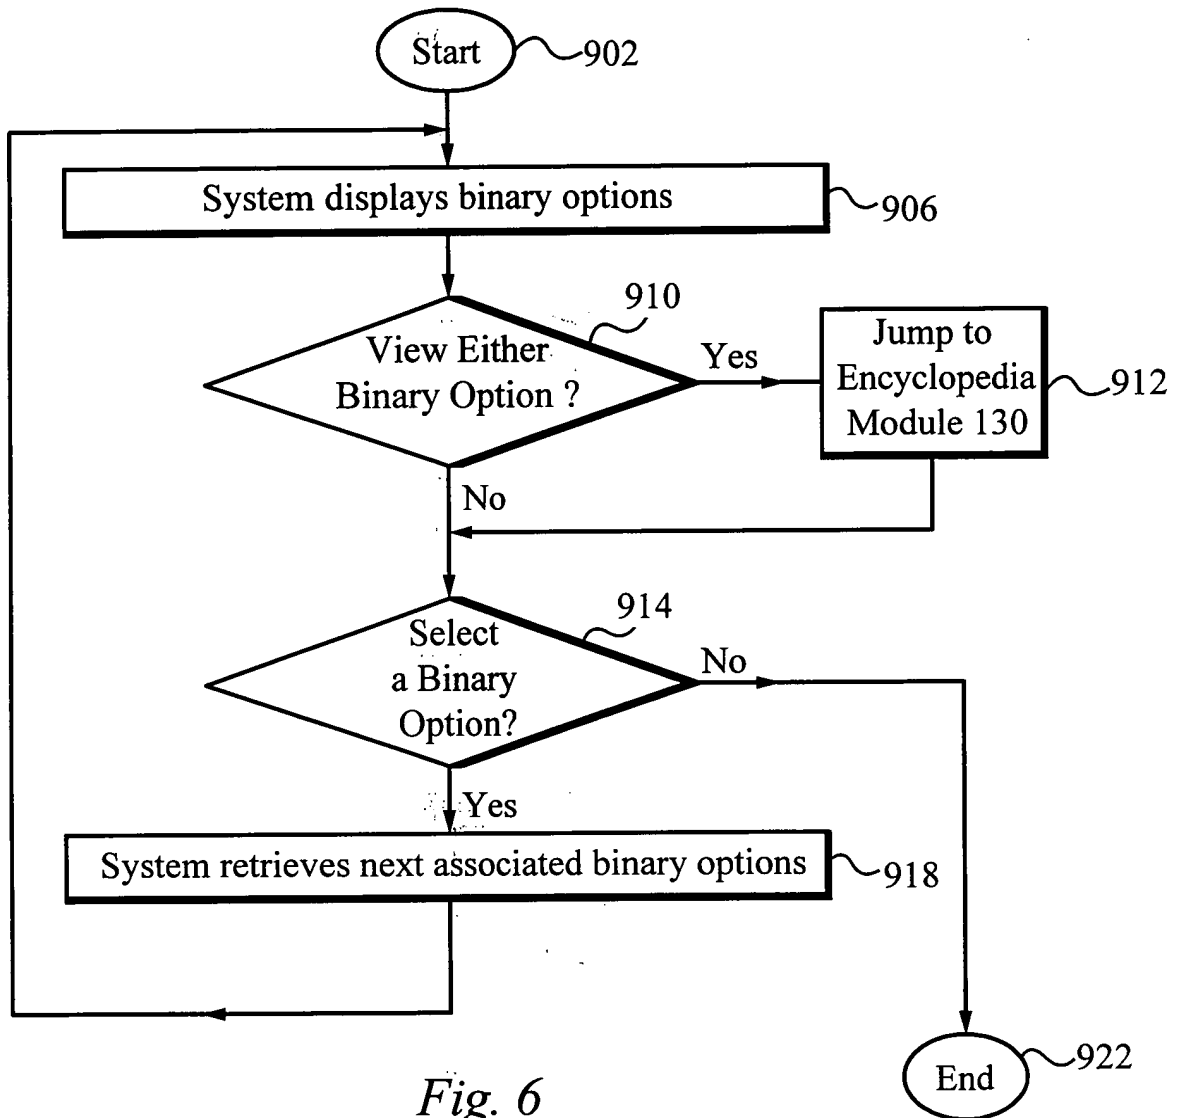 Start
902
System displays binary options
906
910
View Either
Binary Option ?
Yes
Jump to
Encyclopedia
Module 130
912
No
914
Select
a Binary
Option?
No
Yes
System retrieves next associated binary options
918
End
922
Fig. 6